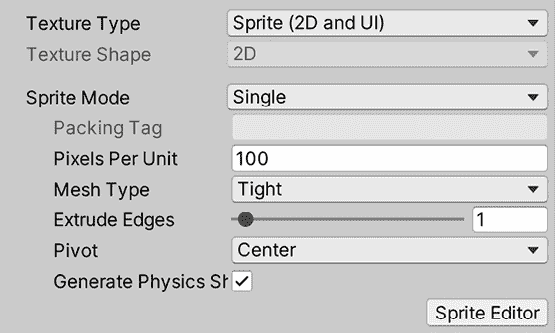 Texture Type Sprite (2D and UI)
Texture Shape 2D
Sprite Mode Single
Packing Tag
Pixels Per Unit 100
Mesh Type Tight
Extrude Edges 1
Pivot Center
Generate Physics Sh
Sprite Editor